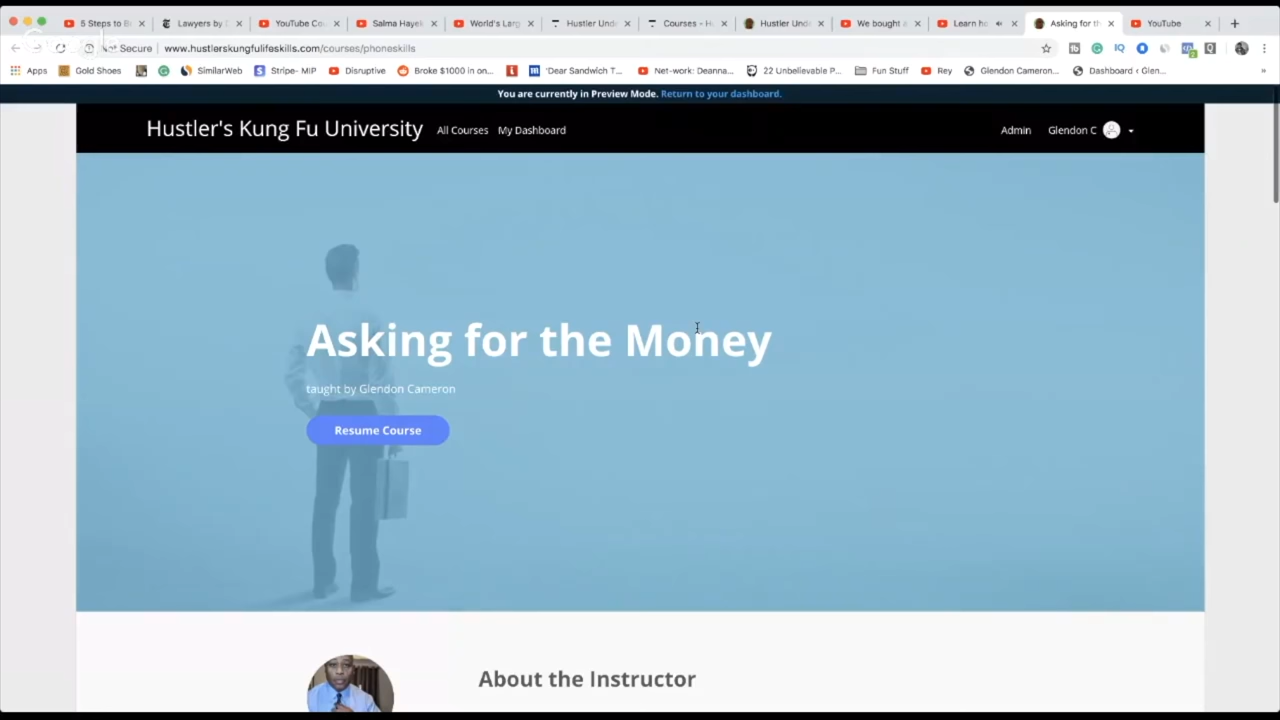 5 Steps to B
Lawyers by D
YouTube Co
Salma Hayek
World's Larg
Hustler Unde
Courses - H
Hustler Und
We bought a
Learn h
Asking for th
YouTube
Not Secure
www.hustlerskungfulifeskills.com/courses/phoneskills
Apps
Gold Shoes
SimilarWeb
Stripe- MIP
Disruptive
Broke $1000 in on...
'Dear Sandwich T...
Net-work: Deanna...
22 Unbelievable P...
Fun Stuff
Rey
Glendon Cameron...
Dashboard ‹ Glen...
»
You are currently in Preview Mode. Return to your dashboard.
Hustler's Kung Fu University
All Courses
My Dashboard
Admin
Glendon C
Asking for the Money
taught by Glendon Cameron
Resume Course
About the Instructor